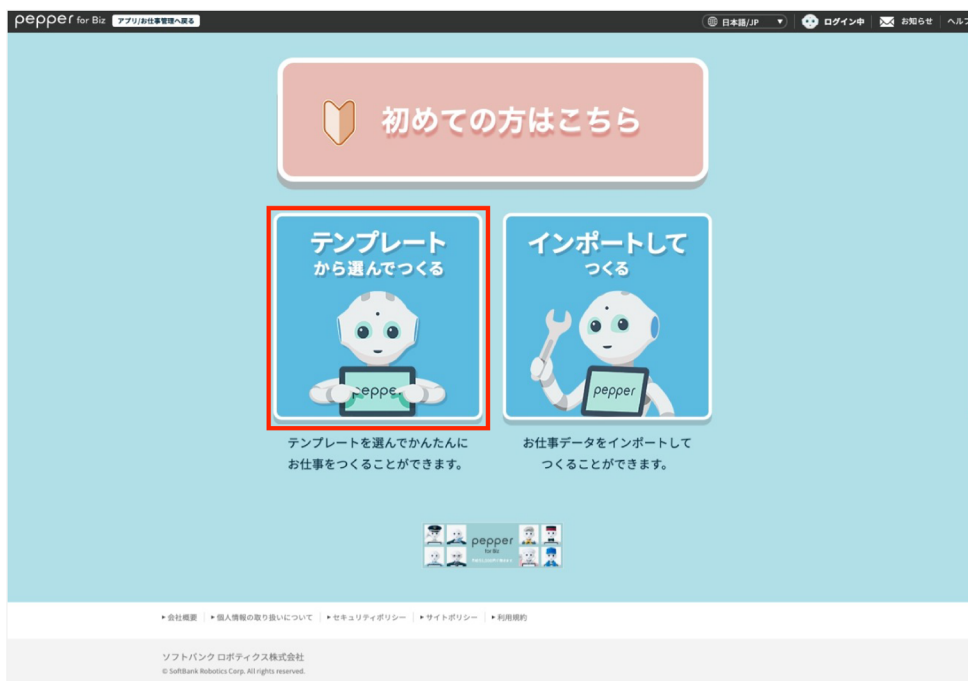 pepper for Biz アプリ/お仕事管理へ戻る 日本語/JP ▼ ログイン中 お知らせ ヘルプ
初めての方はこちら
テンプレート
から選んでつくる
インポートして
つくる
peppe
pepper
テンプレートを選んでかんたんに
お仕事をつくることができます。
お仕事データをインポートして
つくることができます。
pepper
for Biz
▶会社概要 ▶個人情報の取り扱いについて ▶セキュリティポリシー ▶サイトポリシー ▶利用規約
ソフトバンク ロボティクス株式会社
© SoftBank Robotics Corp. All rights reserved.